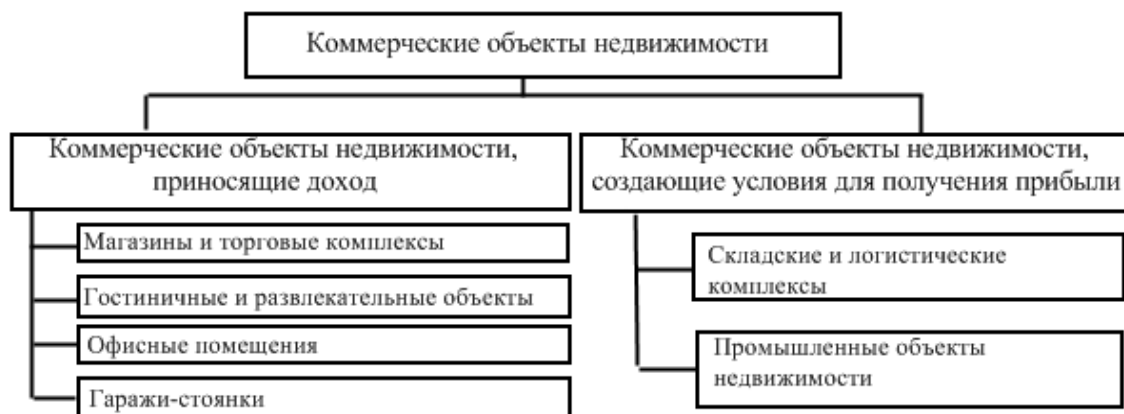 Коммерческие объекты недвижимости
Коммерческие объекты недвижимости,
приносящие доход
Магазины и торговые комплексы
Гостиничные и развлекательные объекты
Офисные помещения
Гаражи-стоянки
Коммерческие объекты недвижимости,
создающие условия для получения прибыли
Складские и логистические
комплексы
Промышленные объекты
недвижимости